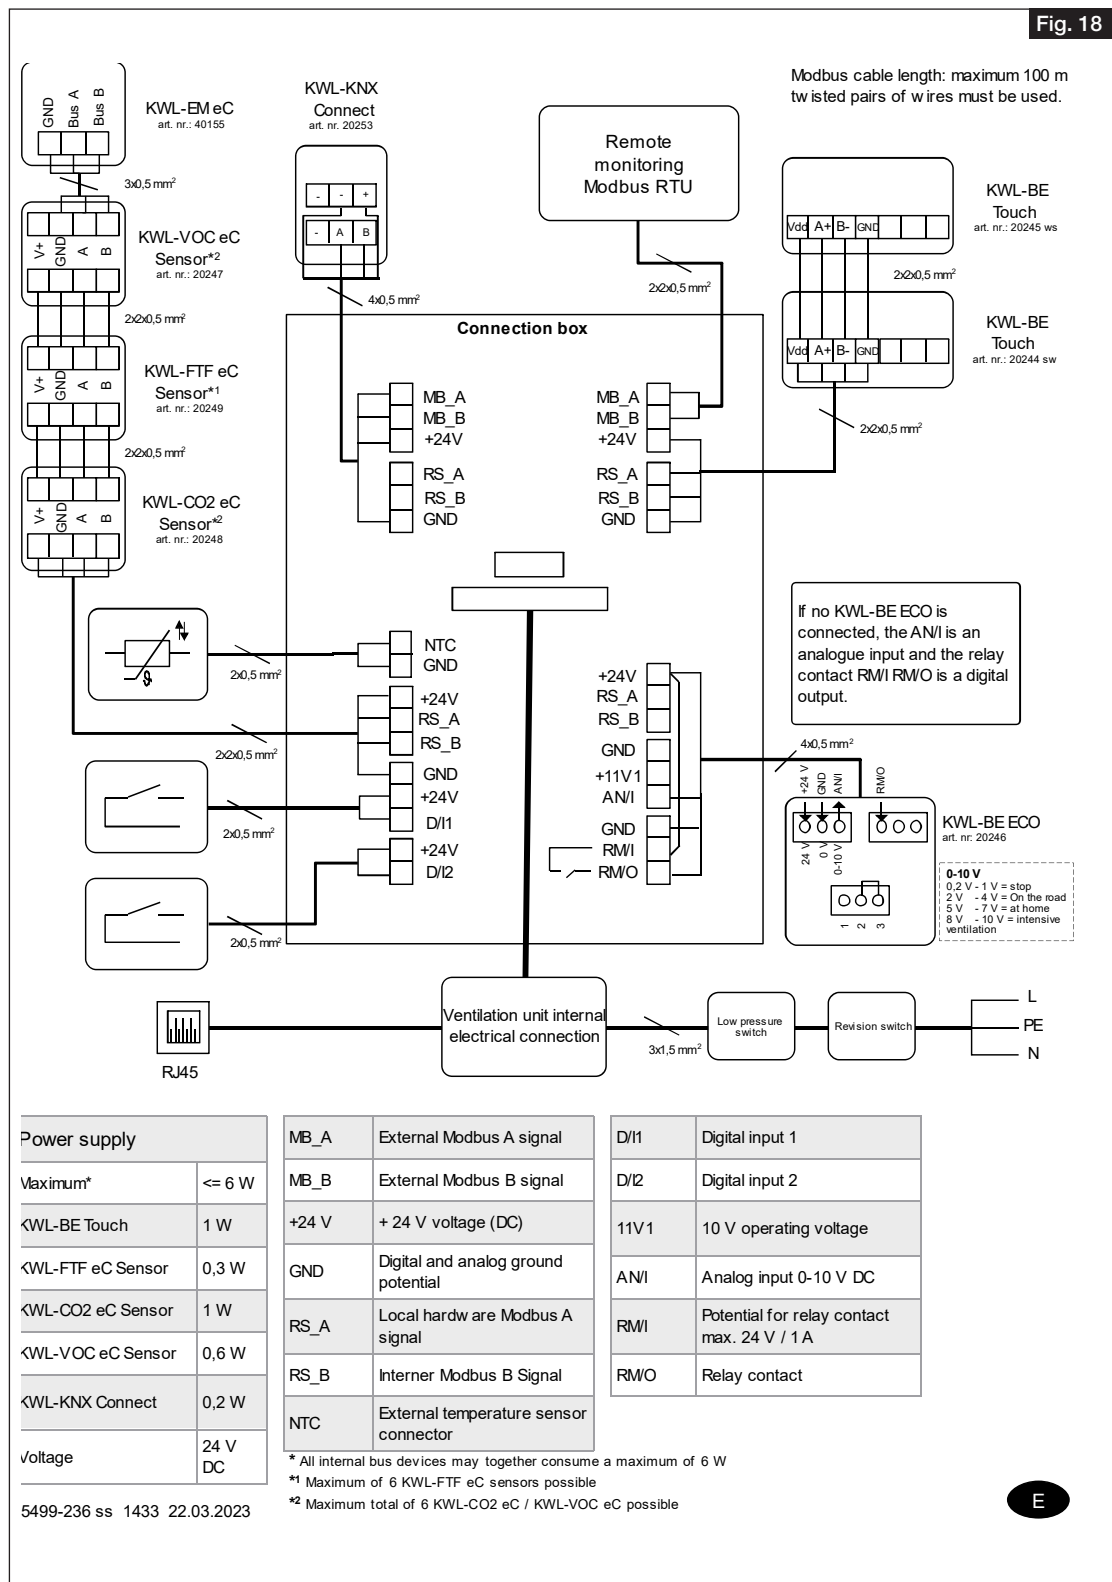 Fig. 18
Modbus cable length: maximum 100 m
twisted pairs of wires must be used.
GND
Bus A
Bus B
KWL-EM eC
art. nr.: 40155
3x0,5 mm²
V+
GND
A
B
KWL-VOC eC
Sensor*²
art. nr.: 20247
2x2x0,5 mm²
V+
GND
A
B
KWL-FTF eC
Sensor*¹
art. nr.: 20249
2x2x0,5 mm²
V+
GND
A
B
KWL-CO2 eC
Sensor*²
art. nr.: 20248
KWL-KNX
Connect
art. nr. 20253
- - +
- A B
4x0,5 mm²
Remote
monitoring
Modbus RTU
2x2x0,5 mm²
Vdd A+ B- GND
KWL-BE
Touch
art. nr.: 20245 ws
2x2x0,5 mm²
Vdd A+ B- GND
KWL-BE
Touch
art. nr.: 20244 sw
2x2x0,5 mm²
Connection box
MB_A
MB_B
+24V
RS_A
RS_B
GND
MB_A
MB_B
+24V
RS_A
RS_B
GND
ϑ
2x0,5 mm²
2x2x0,5 mm²
2x0,5 mm²
2x0,5 mm²
NTC
GND
+24V
RS_A
RS_B
GND
+24V
D/I1
+24V
D/I2
+24V
RS_A
RS_B
GND
+11V1
AN/I
GND
RM/I
RM/O
If no KWL-BE ECO is
connected, the AN/I is an
analogue input and the relay
contact RM/I RM/O is a digital
output.
4x0,5 mm²
+24 V
GND
AN/I
RM/O
24 V
0 V
0-10 V
1
2
3
KWL-BE ECO
art. nr: 20246
0-10 V
0,2 V - 1 V = stop
2 V - 4 V = On the road
5 V - 7 V = at home
8 V - 10 V = intensive
ventilation
RJ45
Ventilation unit internal
electrical connection
3x1,5 mm²
Low pressure
switch
Revision switch
L
PE
N
Power supply
Maximum* <= 6 W
KWL-BE Touch 1 W
KWL-FTF eC Sensor 0,3 W
KWL-CO2 eC Sensor 1 W
KWL-VOC eC Sensor 0,6 W
KWL-KNX Connect 0,2 W
Voltage 24 V
DC
MB_A External Modbus A signal
MB_B External Modbus B signal
+24 V + 24 V voltage (DC)
GND Digital and analog ground
potential
RS_A Local hardware Modbus A
signal
RS_B Interner Modbus B Signal
NTC External temperature sensor
connector
D/I1 Digital input 1
D/I2 Digital input 2
11V1 10 V operating voltage
AN/I Analog input 0-10 V DC
RM/I Potential for relay contact
max. 24 V / 1 A
RM/O Relay contact
* All internal bus devices may together consume a maximum of 6 W
*¹ Maximum of 6 KWL-FTF eC sensors possible
*² Maximum total of 6 KWL-CO2 eC / KWL-VOC eC possible
5499-236 ss 1433 22.03.2023
E